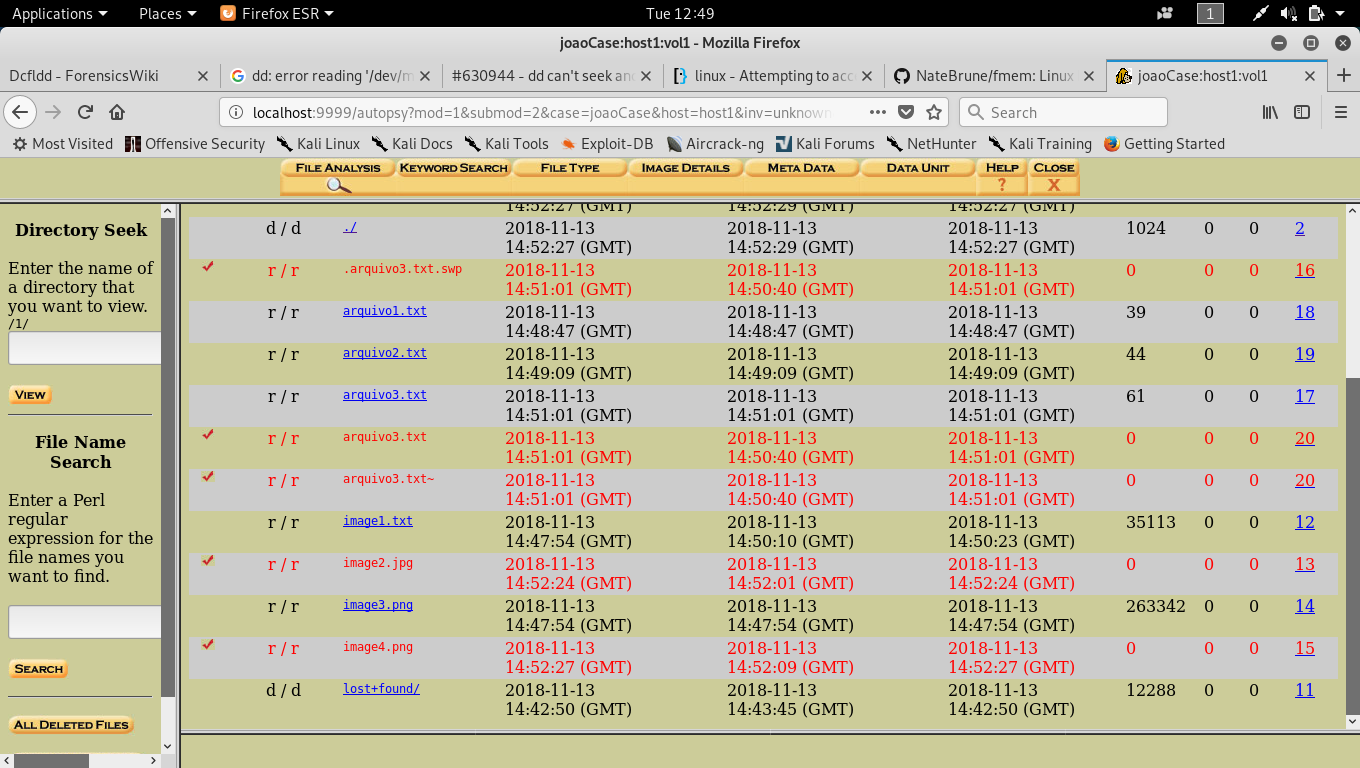 Applications Places Firefox ESR Tue 12:49 1
joaoCase:host1:vol1 - Mozilla Firefox
Dcfldd - ForensicsWiki dd: error reading '/dev/m #630944 - dd can't seek and linux - Attempting to acc NateBrune/fmem: Linux joaoCase:host1:vol1
localhost:9999/autopsy?mod=1&submod=2&case=joaoCase&host=host1&inv=unknown Search
Most Visited Offensive Security Kali Linux Kali Docs Kali Tools Exploit-DB Aircrack-ng Kali Forums NetHunter Kali Training Getting Started
FILE ANALYSIS KEYWORD SEARCH FILE TYPE IMAGE DETAILS META DATA DATA UNIT HELP CLOSE
? X
Directory Seek
Enter the name of
a directory that
you want to view.
/1/
VIEW
File Name
Search
Enter a Perl
regular
expression for the
file names you
want to find.
SEARCH
ALL DELETED FILES
14:52:27 (GMT) 14:52:29 (GMT) 14:52:27 (GMT)
d / d ./ 2018-11-13 2018-11-13 2018-11-13 1024 0 0 2
14:52:27 (GMT) 14:52:29 (GMT) 14:52:27 (GMT)
r / r .arquivo3.txt.swp 2018-11-13 2018-11-13 2018-11-13 0 0 0 16
14:51:01 (GMT) 14:50:40 (GMT) 14:51:01 (GMT)
r / r arquivo1.txt 2018-11-13 2018-11-13 2018-11-13 39 0 0 18
14:48:47 (GMT) 14:48:47 (GMT) 14:48:47 (GMT)
r / r arquivo2.txt 2018-11-13 2018-11-13 2018-11-13 44 0 0 19
14:49:09 (GMT) 14:49:09 (GMT) 14:49:09 (GMT)
r / r arquivo3.txt 2018-11-13 2018-11-13 2018-11-13 61 0 0 17
14:51:01 (GMT) 14:51:01 (GMT) 14:51:01 (GMT)
r / r arquivo3.txt 2018-11-13 2018-11-13 2018-11-13 0 0 0 20
14:51:01 (GMT) 14:50:40 (GMT) 14:51:01 (GMT)
r / r arquivo3.txt~ 2018-11-13 2018-11-13 2018-11-13 0 0 0 20
14:51:01 (GMT) 14:50:40 (GMT) 14:51:01 (GMT)
r / r image1.txt 2018-11-13 2018-11-13 2018-11-13 35113 0 0 12
14:47:54 (GMT) 14:50:10 (GMT) 14:50:23 (GMT)
r / r image2.jpg 2018-11-13 2018-11-13 2018-11-13 0 0 0 13
14:52:24 (GMT) 14:52:01 (GMT) 14:52:24 (GMT)
r / r image3.png 2018-11-13 2018-11-13 2018-11-13 263342 0 0 14
14:47:54 (GMT) 14:47:54 (GMT) 14:47:54 (GMT)
r / r image4.png 2018-11-13 2018-11-13 2018-11-13 0 0 0 15
14:52:27 (GMT) 14:52:09 (GMT) 14:52:27 (GMT)
d / d lost+found/ 2018-11-13 2018-11-13 2018-11-13 12288 0 0 11
14:42:50 (GMT) 14:43:45 (GMT) 14:42:50 (GMT)